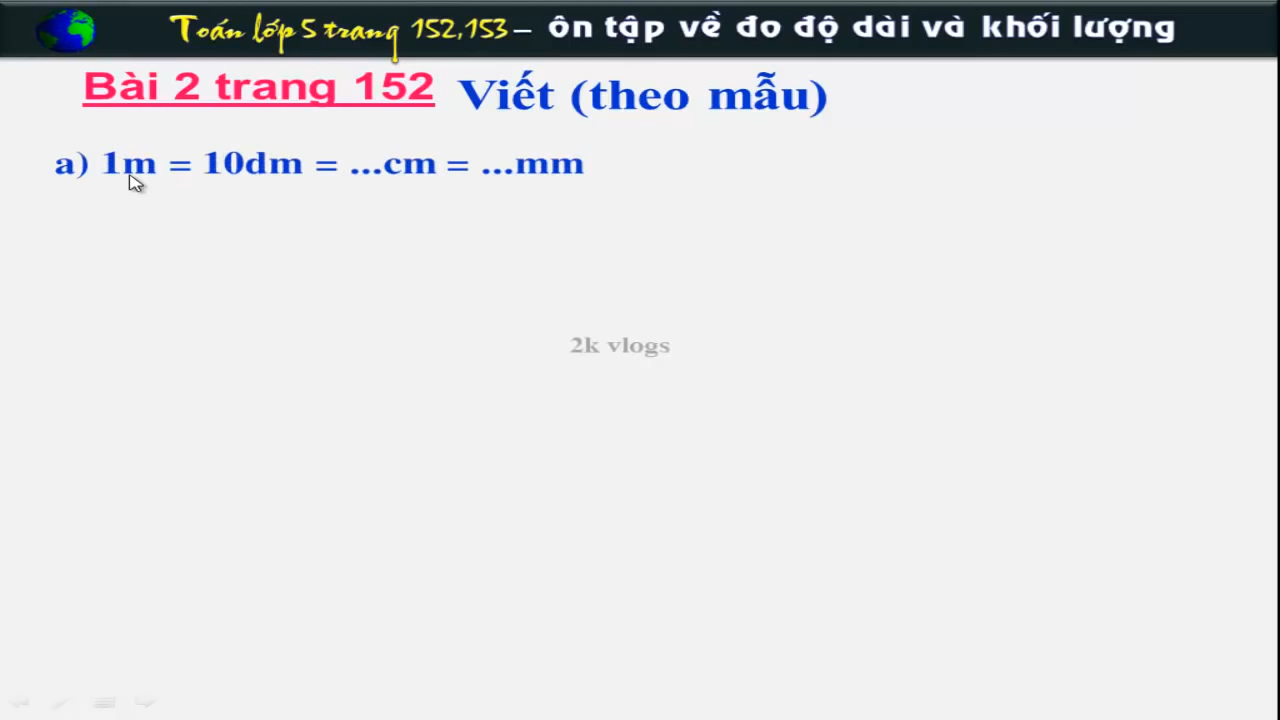 Toán lớp 5 trang 152,153 – ôn tập về đo độ dài và khối lượng
Bài 2 trang 152 Viết (theo mẫu)
a) 1m = 10dm = ...cm = ...mm
2k vlogs